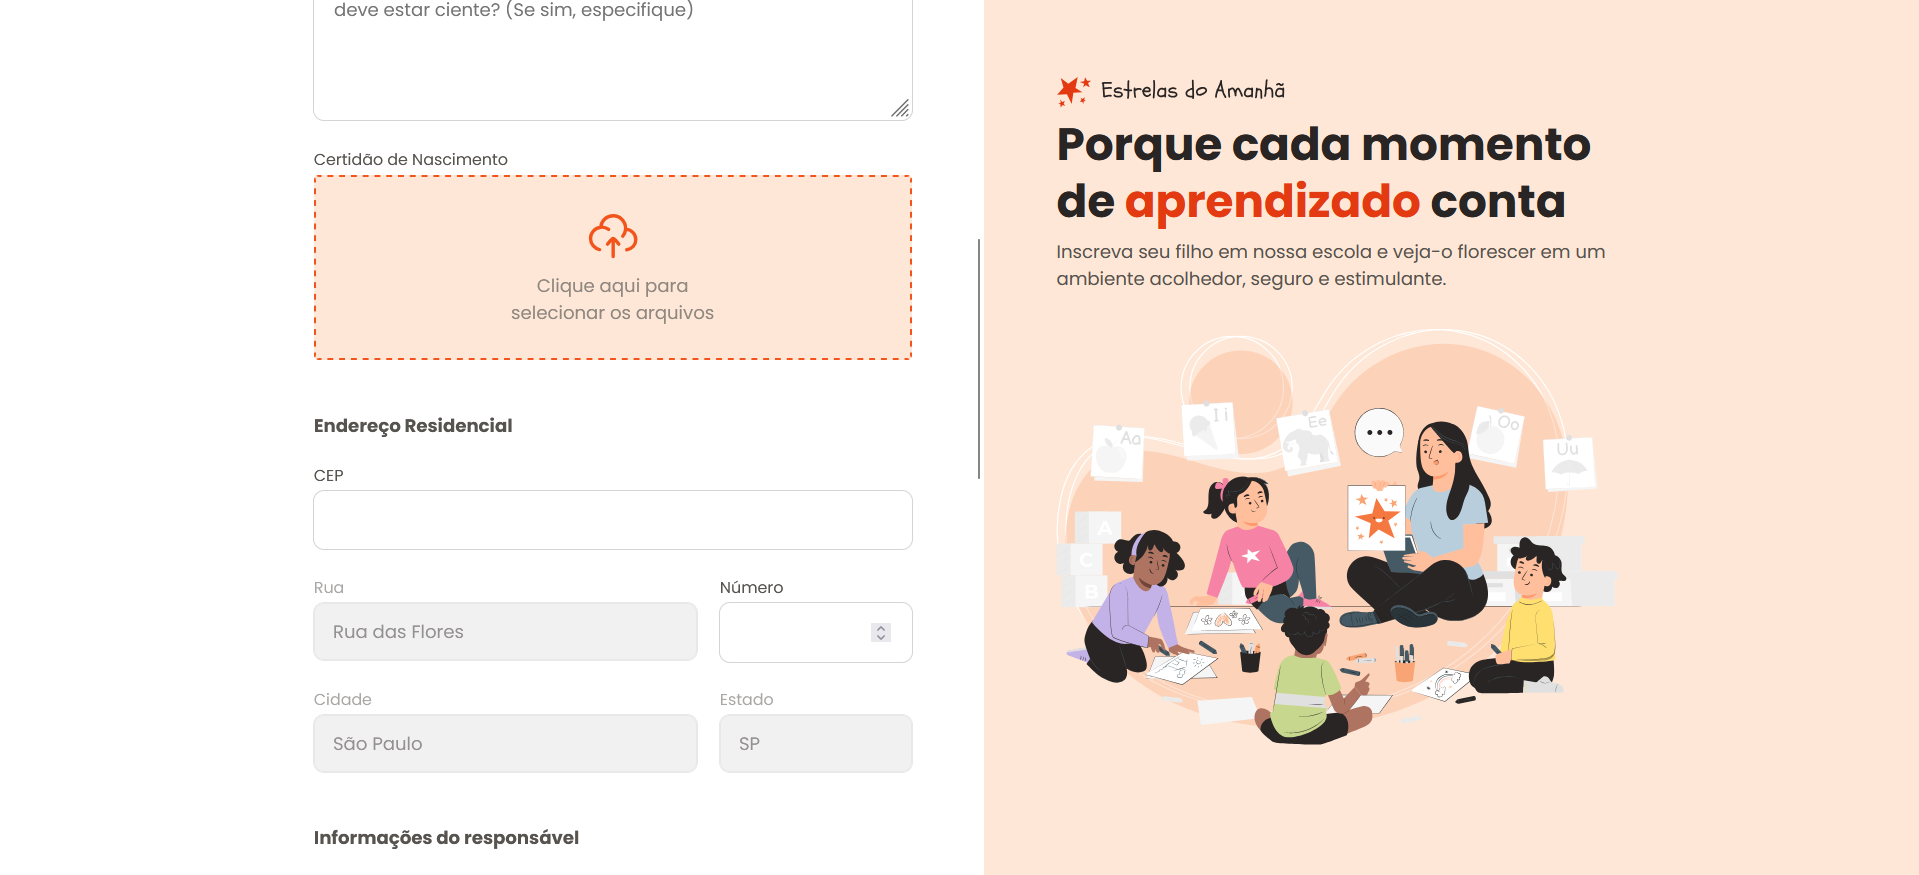 deve estar ciente? (Se sim, especifique)
Certidão de Nascimento
Clique aqui para
selecionar os arquivos
Endereço Residencial
CEP
Rua
Número
Rua das Flores
Cidade
Estado
São Paulo
SP
Informações do responsável
Estrelas do Amanhã
Porque cada momento
de aprendizado conta
Inscreva seu filho em nossa escola e veja-o florescer em um
ambiente acolhedor, seguro e estimulante.
Aa
I i
Ee
Oo
Uu
A
C
B